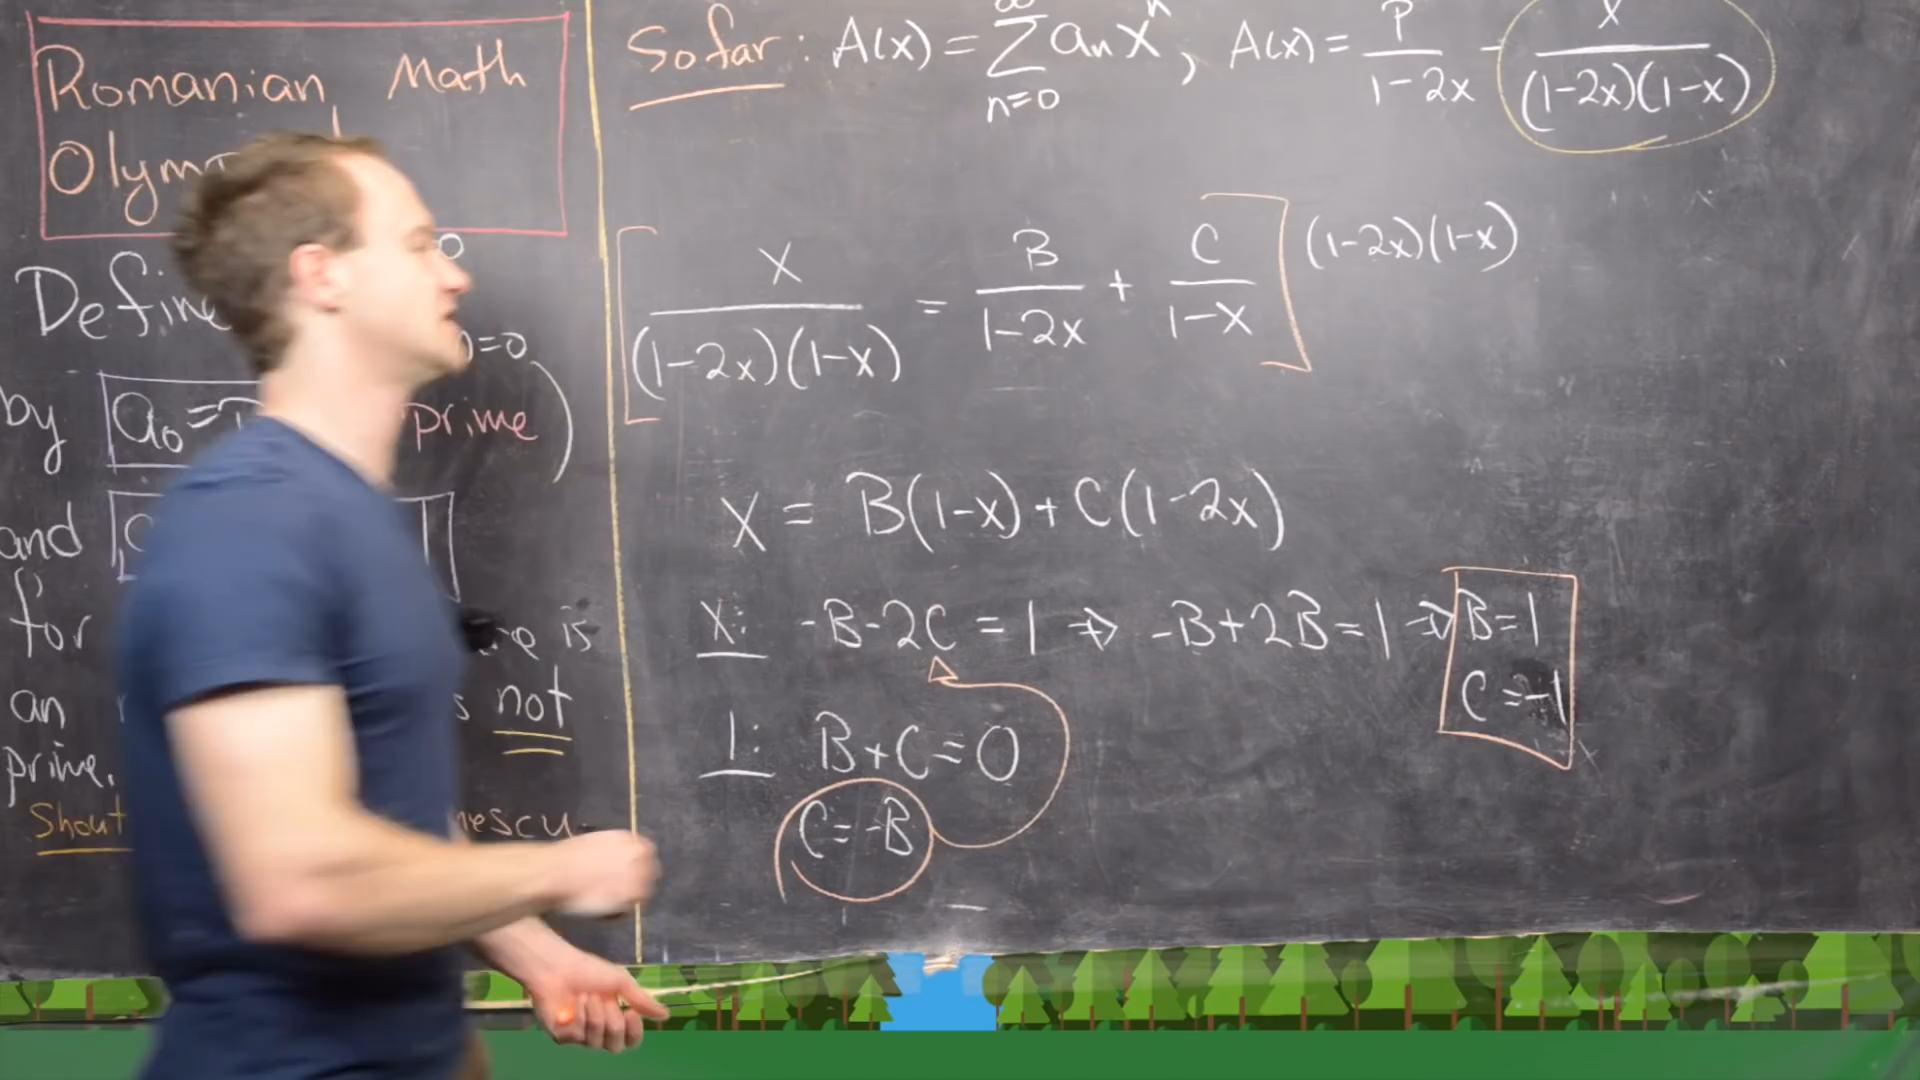 Romanian Math
Olym
Define 0
n=0
by a₀=P prime)
and
for is
an not
prime.
Shout nescu
So far: A(x) = ∑_{n=0}^∞ aₙxⁿ, A(x) = P/(1-2x) - x/((1-2x)(1-x))
[x/((1-2x)(1-x)) = B/(1-2x) + C/(1-x)] (1-2x)(1-x)
x = B(1-x) + C(1-2x)
x: -B-2C = 1 ⇒ -B+2B=1 ⇒ B=1
C=-1
1: B+C=0
C=-B